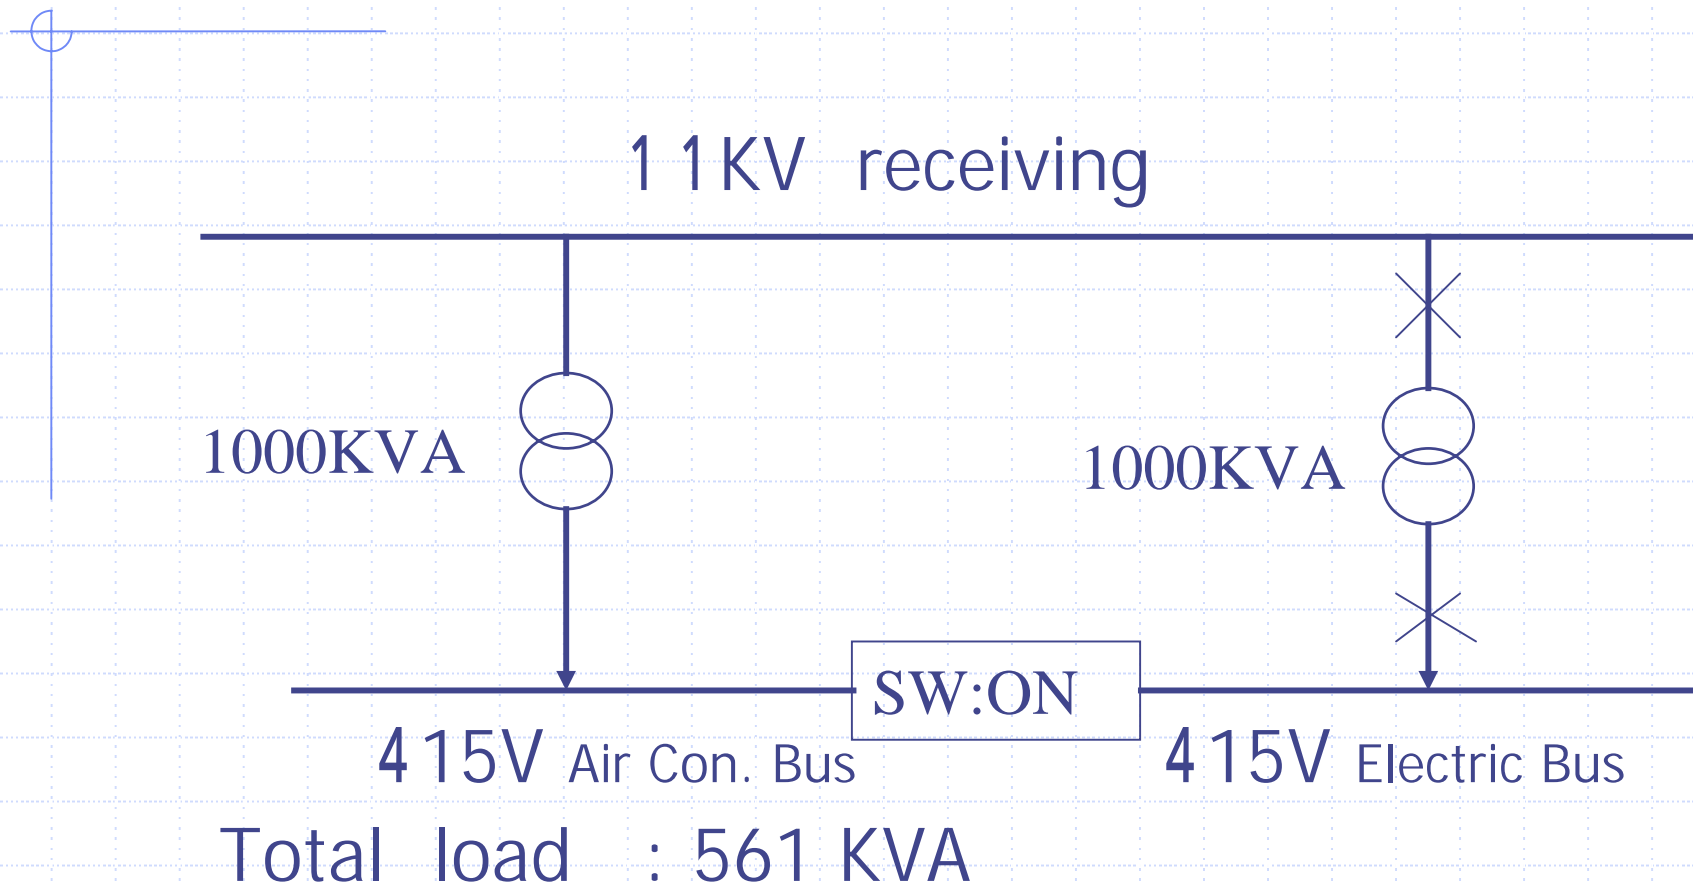 11KV receiving
1000KVA
1000KVA
SW:ON
415V Air Con. Bus
415V Electric Bus
Total load : 561 KVA